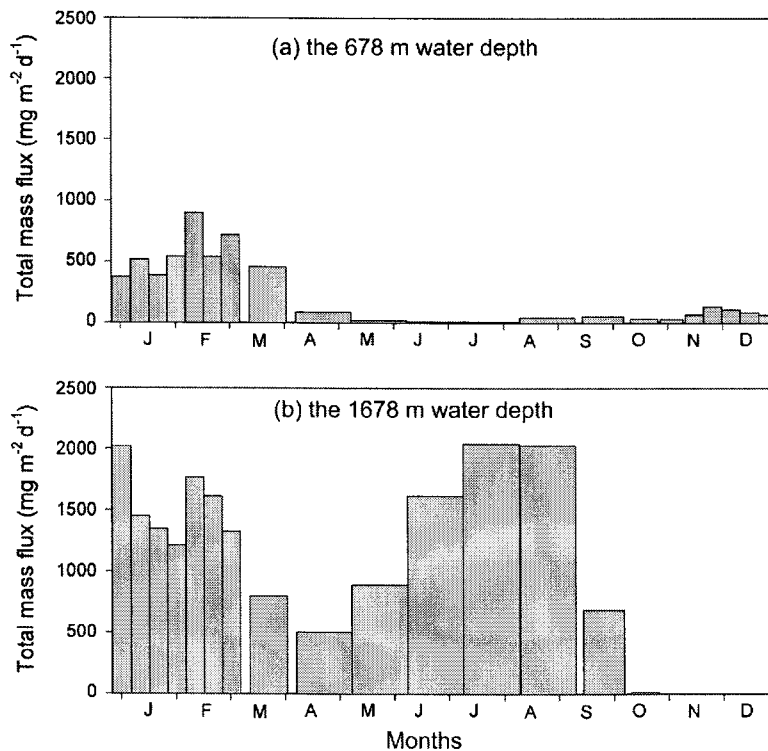 2500
(a) the 678 m water depth
2000
1500
1000
500
0
Total mass flux (mg m⁻² d⁻¹)
J F M A M J J A S O N D
2500
(b) the 1678 m water depth
2000
1500
1000
500
0
Total mass flux (mg m⁻² d⁻¹)
J F M A M J J A S O N D
Months